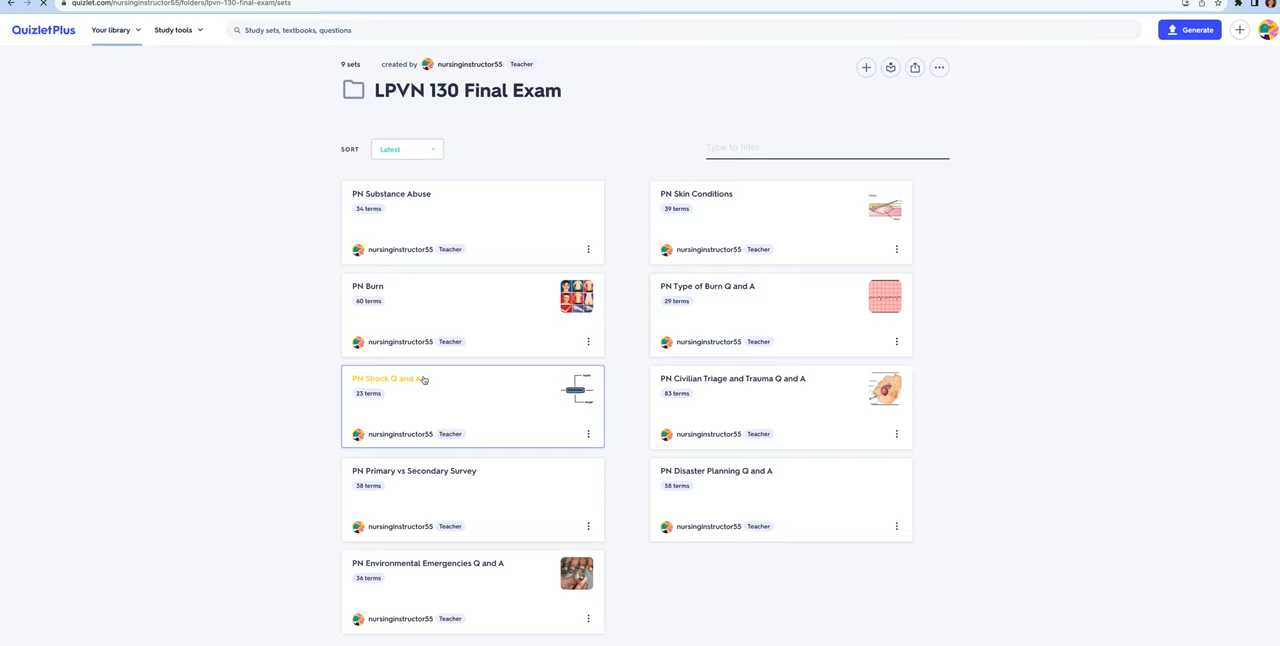 quizlet.com/nursinginstructor55/folders/lpvn-130-final-exam/sets
QuizletPlus
Your library
Study tools
Study sets, textbooks, questions
Generate
9 sets
created by
nursinginstructor55
Teacher
LPVN 130 Final Exam
SORT
Latest
Type to filter
PN Substance Abuse
34 terms
nursinginstructor55
Teacher
PN Skin Conditions
39 terms
nursinginstructor55
Teacher
PN Burn
60 terms
nursinginstructor55
Teacher
PN Type of Burn Q and A
29 terms
nursinginstructor55
Teacher
PN Shock Q and A
23 terms
nursinginstructor55
Teacher
PN Civilian Triage and Trauma Q and A
83 terms
nursinginstructor55
Teacher
PN Primary vs Secondary Survey
38 terms
nursinginstructor55
Teacher
PN Disaster Planning Q and A
58 terms
nursinginstructor55
Teacher
PN Environmental Emergencies Q and A
36 terms
nursinginstructor55
Teacher